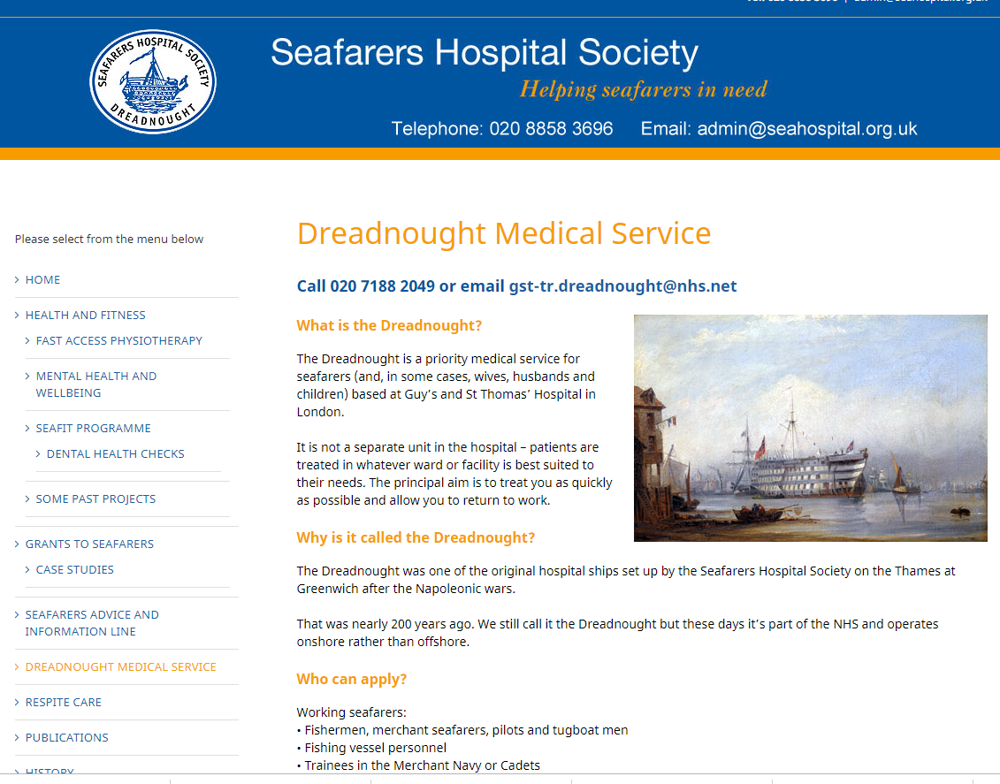 SEAFARERS HOSPITAL SOCIETY
DREADNOUGHT
Seafarers Hospital Society
Helping seafarers in need
Telephone: 020 8858 3696 Email: admin@seahospital.org.uk
Please select from the menu below
HOME
HEALTH AND FITNESS
FAST ACCESS PHYSIOTHERAPY
MENTAL HEALTH AND
WELLBEING
SEAFIT PROGRAMME
DENTAL HEALTH CHECKS
SOME PAST PROJECTS
GRANTS TO SEAFARERS
CASE STUDIES
SEAFARERS ADVICE AND
INFORMATION LINE
DREADNOUGHT MEDICAL SERVICE
RESPITE CARE
PUBLICATIONS
HISTORY
Dreadnought Medical Service
Call 020 7188 2049 or email gst-tr.dreadnought@nhs.net
What is the Dreadnought?
The Dreadnought is a priority medical service for
seafarers (and, in some cases, wives, husbands and
children) based at Guy’s and St Thomas’ Hospital in
London.
It is not a separate unit in the hospital – patients are
treated in whatever ward or facility is best suited to
their needs. The principal aim is to treat you as quickly
as possible and allow you to return to work.
Why is it called the Dreadnought?
The Dreadnought was one of the original hospital ships set up by the Seafarers Hospital Society on the Thames at
Greenwich after the Napoleonic wars.
That was nearly 200 years ago. We still call it the Dreadnought but these days it’s part of the NHS and operates
onshore rather than offshore.
Who can apply?
Working seafarers:
• Fishermen, merchant seafarers, pilots and tugboat men
• Fishing vessel personnel
• Trainees in the Merchant Navy or Cadets